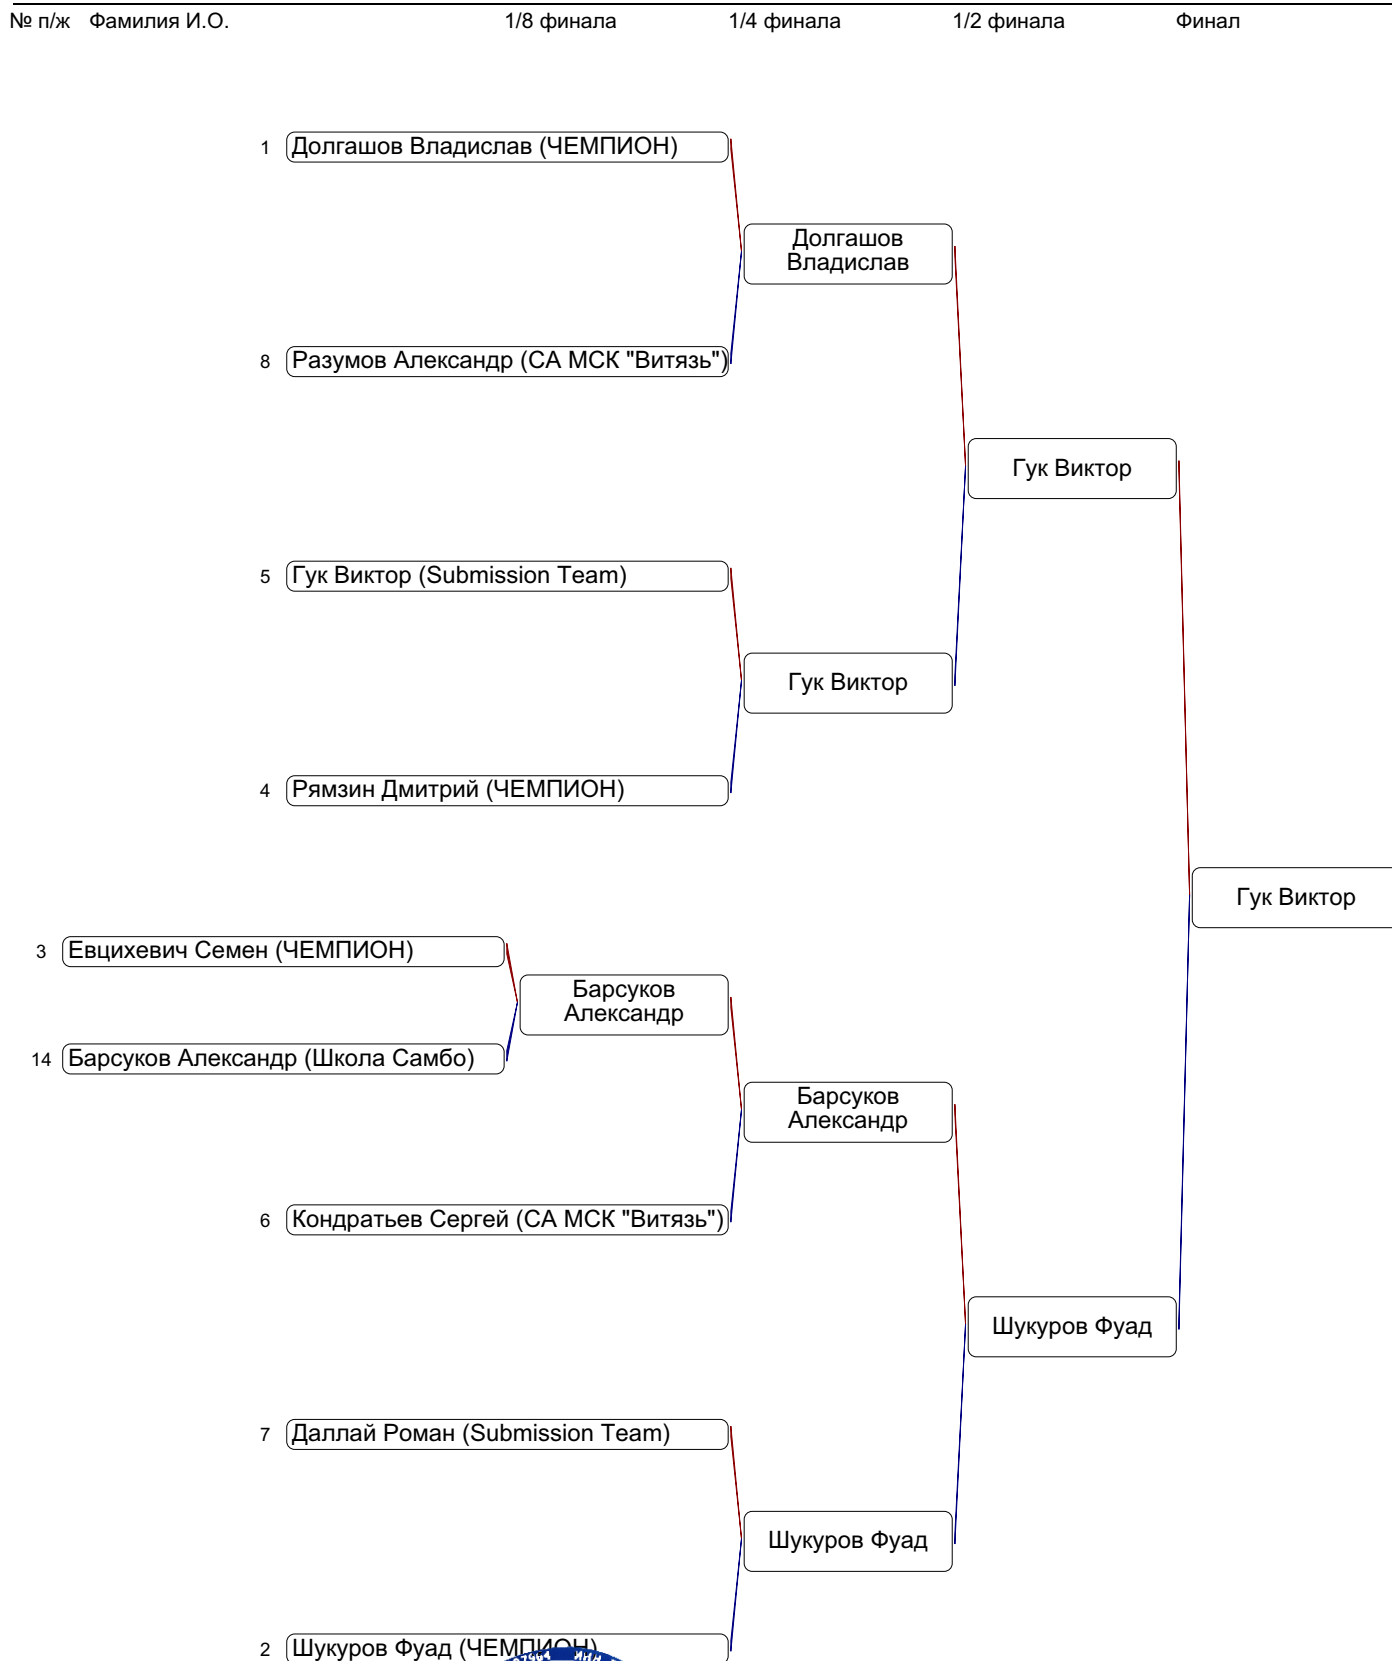 № п/ж Фамилия И.О. 1/8 финала 1/4 финала 1/2 финала Финал
1 Долгашов Владислав (ЧЕМПИОН)
Долгашов
Владислав
8 Разумов Александр (СА МСК "Витязь")
Гук Виктор
5 Гук Виктор (Submission Team)
Гук Виктор
4 Рямзин Дмитрий (ЧЕМПИОН)
Гук Виктор
3 Евцихевич Семен (ЧЕМПИОН)
Барсуков
Александр
14 Барсуков Александр (Школа Самбо)
Барсуков
Александр
6 Кондратьев Сергей (СА МСК "Витязь")
Шукуров Фуад
7 Даллай Роман (Submission Team)
Шукуров Фуад
2 Шукуров Фуад (ЧЕМПИОН)